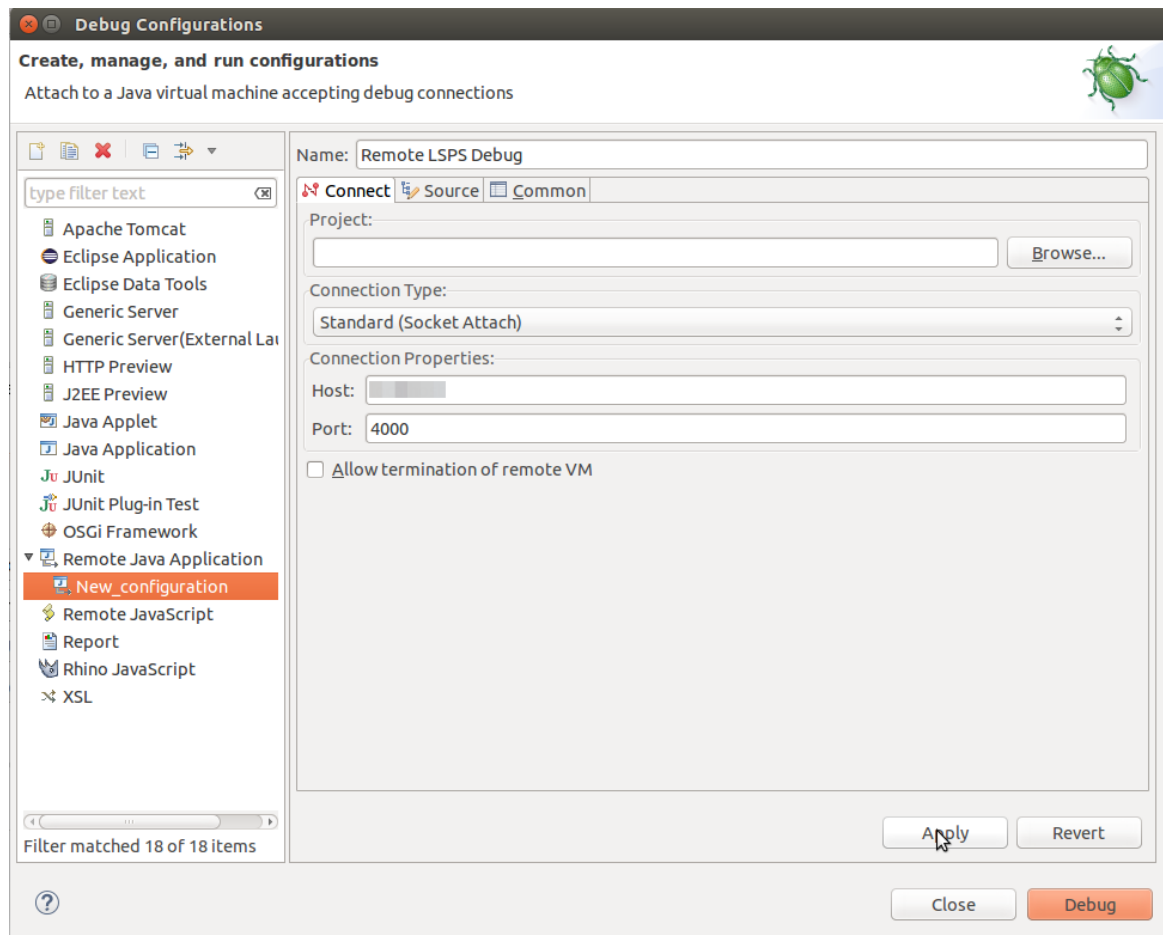 Debug Configurations
Create, manage, and run configurations
Attach to a Java virtual machine accepting debug connections
type filter text
Apache Tomcat
Eclipse Application
Eclipse Data Tools
Generic Server
Generic Server(External Lau
HTTP Preview
J2EE Preview
Java Applet
Java Application
JUnit
JUnit Plug-in Test
OSGi Framework
Remote Java Application
New_configuration
Remote JavaScript
Report
Rhino JavaScript
XSL
Filter matched 18 of 18 items
Name: Remote LSPS Debug
Connect Source Common
Project:
Browse...
Connection Type:
Standard (Socket Attach)
Connection Properties:
Host:
Port: 4000
Allow termination of remote VM
Apply Revert
Close Debug